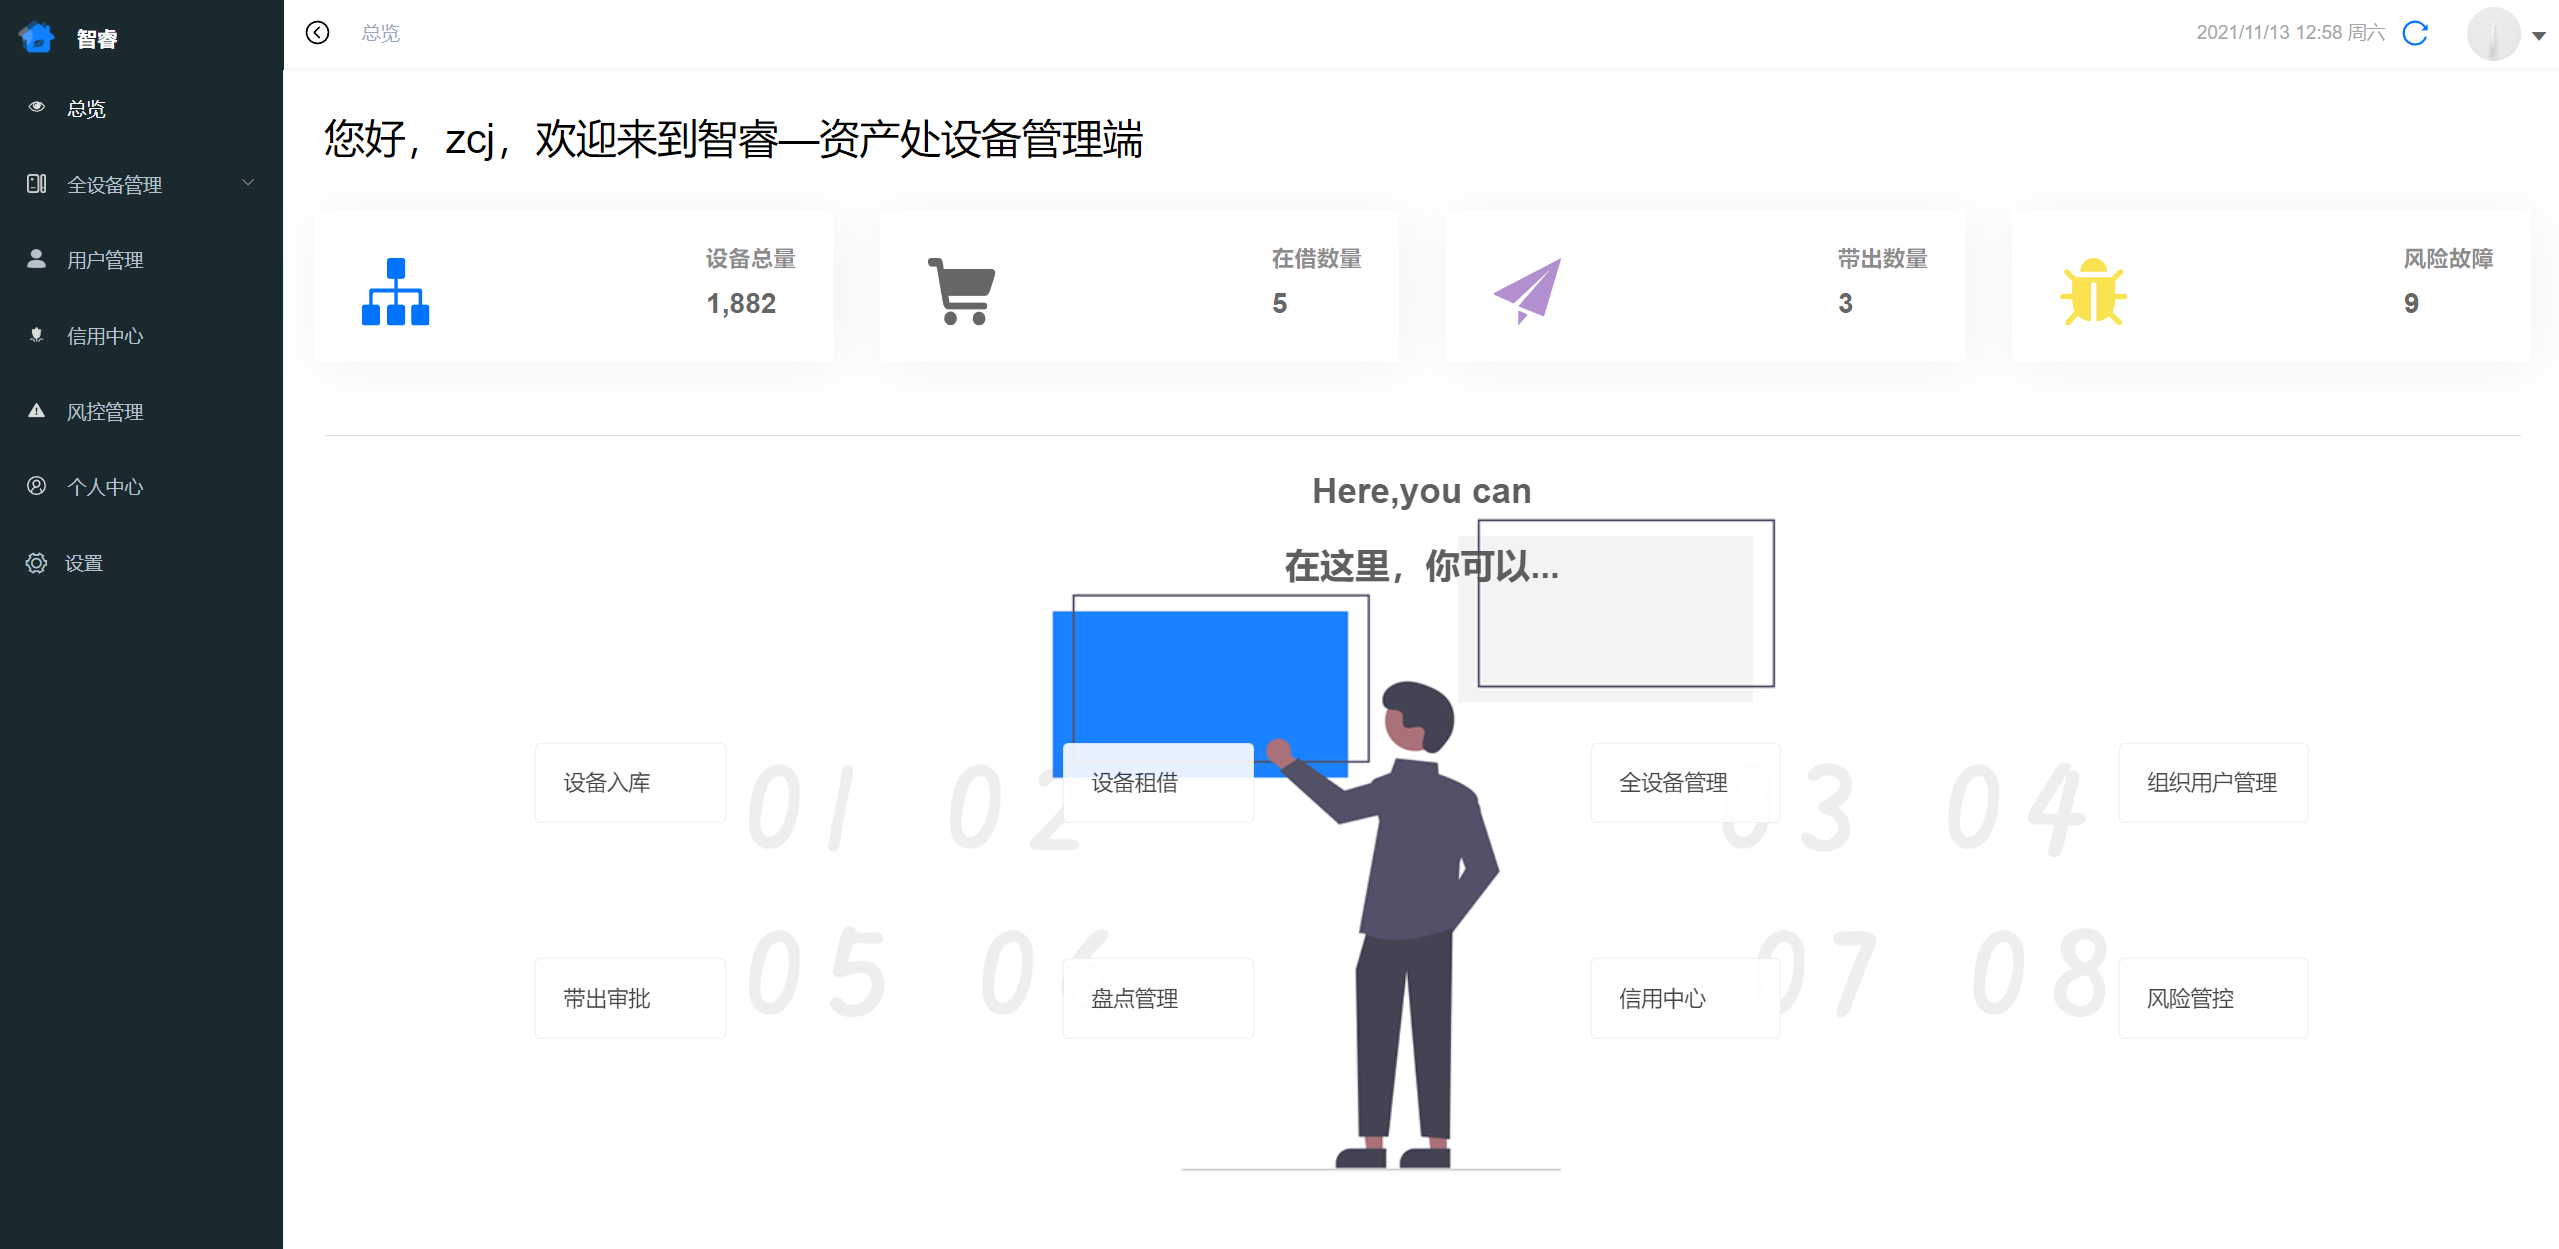 智睿
总览
2021/11/13 12:58 周六
总览
全设备管理
用户管理
信用中心
风控管理
个人中心
设置
您好，zcj，欢迎来到智睿—资产处设备管理端
设备总量
1,882
在借数量
5
带出数量
3
风险故障
9
Here,you can
在这里，你可以...
设备入库
01
02
设备租借
全设备管理
03
04
组织用户管理
带出审批
05
06
盘点管理
信用中心
07
08
风险管控